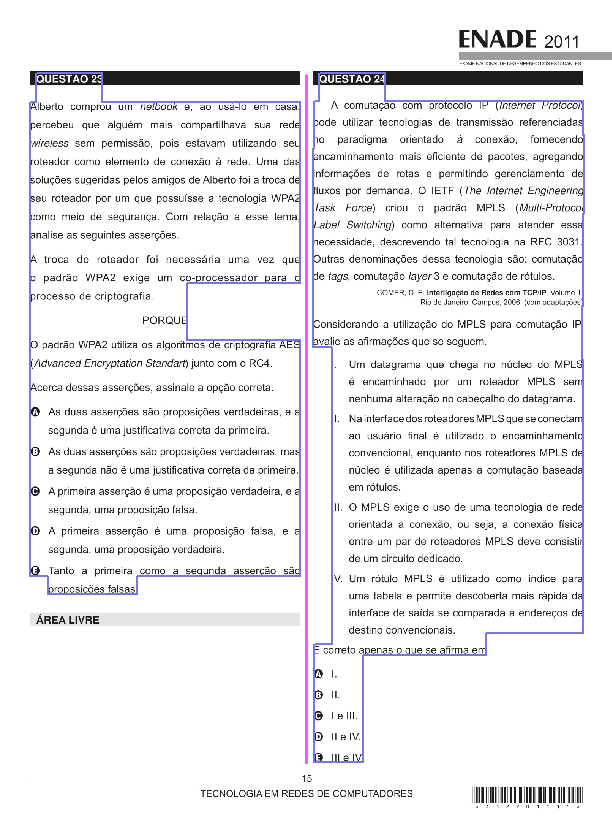 ENADE 2011
EXAME NACIONAL DE DESEMPENHO DOS ESTUDANTES
QUESTÃO 23
Alberto comprou um netbook e, ao usá-lo em casa,
percebeu que alguém mais compartilhava sua rede
wireless sem permissão, pois estavam utilizando seu
roteador como elemento de conexão à rede. Uma das
soluções sugeridas pelos amigos de Alberto foi a troca de
seu roteador por um que possuísse a tecnologia WPA2
como meio de segurança. Com relação a esse tema,
analise as seguintes asserções.
A troca do roteador foi necessária uma vez que
o padrão WPA2 exige um co-processador para o
processo de criptografia.
PORQUE
O padrão WPA2 utiliza os algoritmos de criptografia AES
(Advanced Encryptation Standart) junto com o RC4.
Acerca dessas asserções, assinale a opção correta.
A As duas asserções são proposições verdadeiras, e a
segunda é uma justificativa correta da primeira.
B As duas asserções são proposições verdadeiras, mas
a segunda não é uma justificativa correta da primeira.
C A primeira asserção é uma proposição verdadeira, e a
segunda, uma proposição falsa.
D A primeira asserção é uma proposição falsa, e a
segunda, uma proposição verdadeira.
E Tanto a primeira como a segunda asserção são
proposições falsas.
ÁREA LIVRE
QUESTÃO 24
A comutação com protocolo IP (Internet Protocol)
pode utilizar tecnologias de transmissão referenciadas
no paradigma orientado à conexão, fornecendo
encaminhamento mais eficiente de pacotes, agregando
informações de rotas e permitindo gerenciamento de
fluxos por demanda. O IETF (The Internet Engineering
Task Force) criou o padrão MPLS (Multi-Protocol
Label Switching) como alternativa para atender essa
necessidade, descrevendo tal tecnologia na RFC 3031.
Outras denominações dessa tecnologia são: comutação
de tags, comutação layer 3 e comutação de rótulos.
COMER, D. E. Interligação de Redes com TCP/IP. Volume 1.
Rio de Janeiro: Campus, 2006. (com adaptações)
Considerando a utilização do MPLS para comutação IP,
avalie as afirmações que se seguem.
I. Um datagrama que chega no núcleo do MPLS
é encaminhado por um roteador MPLS sem
nenhuma alteração no cabeçalho do datagrama.
II. Na interface dos roteadores MPLS que se conectam
ao usuário final é utilizado o encaminhamento
convencional, enquanto nos roteadores MPLS de
núcleo é utilizada apenas a comutação baseada
em rótulos.
III. O MPLS exige o uso de uma tecnologia de rede
orientada a conexão, ou seja, a conexão física
entre um par de roteadores MPLS deve consistir
de um circuito dedicado.
IV. Um rótulo MPLS é utilizado como índice para
uma tabela e permite descoberta mais rápida da
interface de saída se comparada a endereços de
destino convencionais.
É correto apenas o que se afirma em
A I.
B II.
C I e III.
D II e IV.
E III e IV.
15
TECNOLOGIA EM REDES DE COMPUTADORES